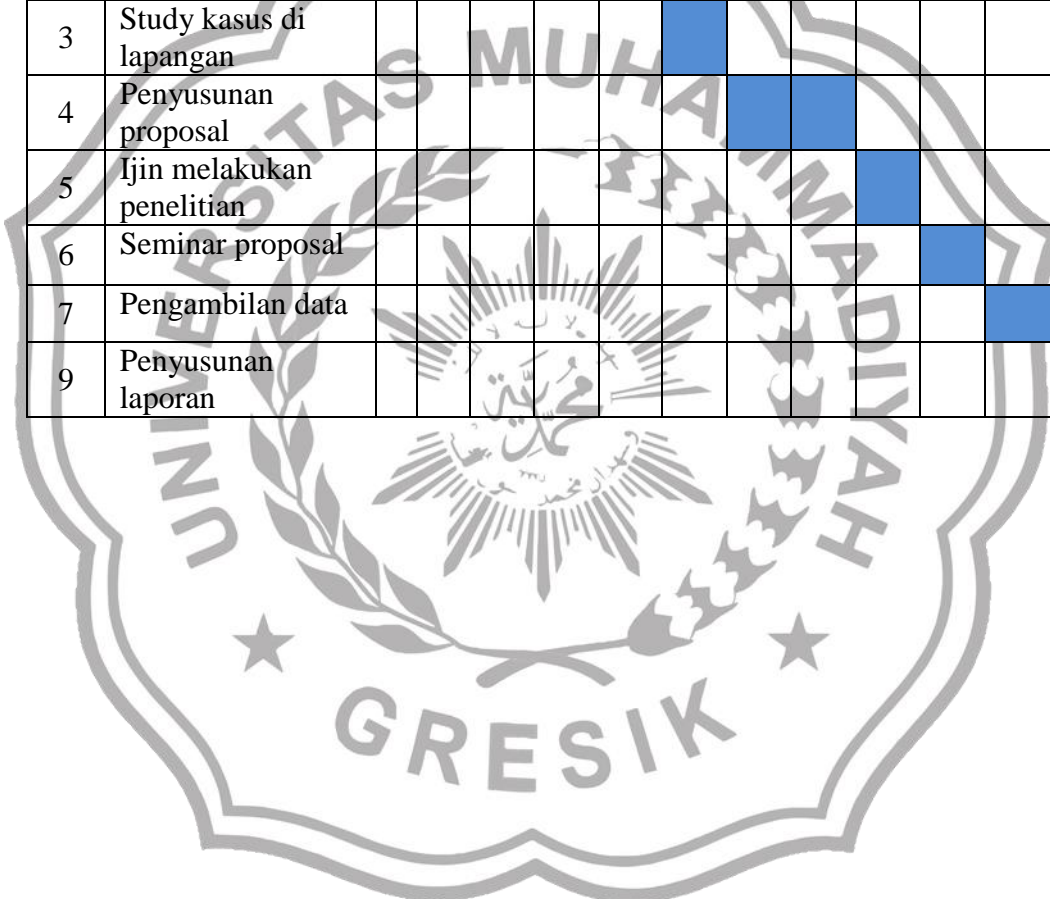 3 Study kasus di
lapangan
4 Penyusunan
proposal
5 Ijin melakukan
penelitian
6 Seminar proposal
7 Pengambilan data
9 Penyusunan
laporan
UNIVERSITAS MUHAMMADIYAH
GRESIK
محمد